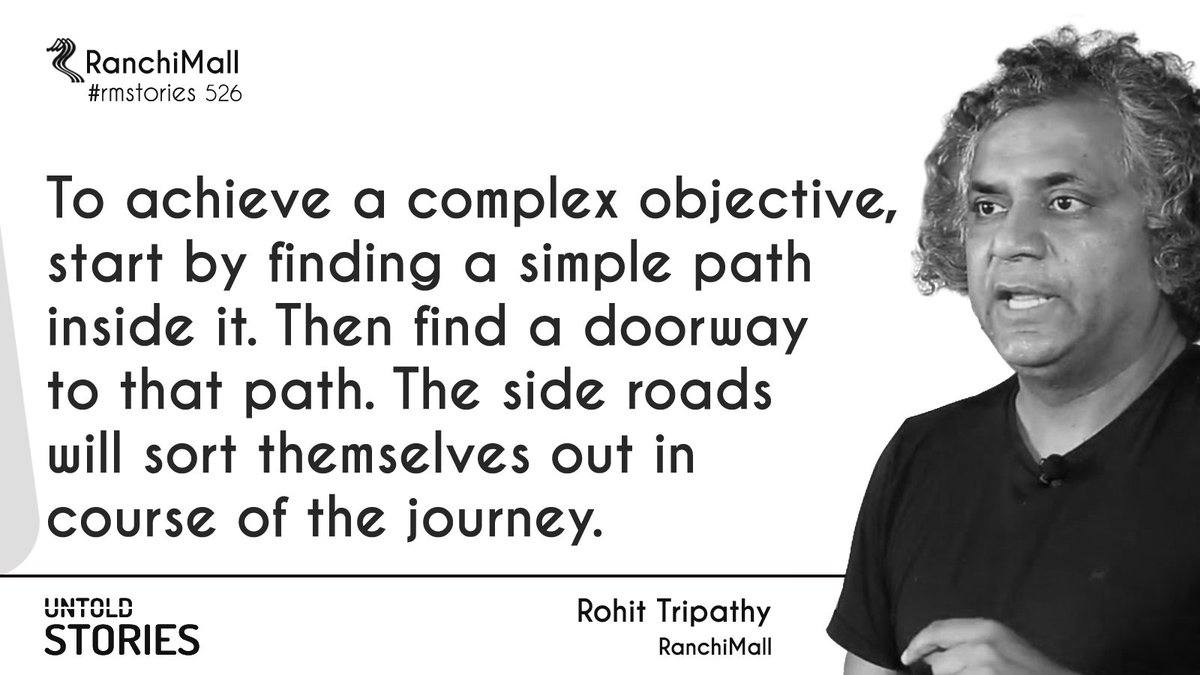 RanchiMall
#rmstories 526
To achieve a complex objective,
start by finding a simple path
inside it. Then find a doorway
to that path. The side roads
will sort themselves out in
course of the journey.
UNTOLD
STORIES
Rohit Tripathy
RanchiMall